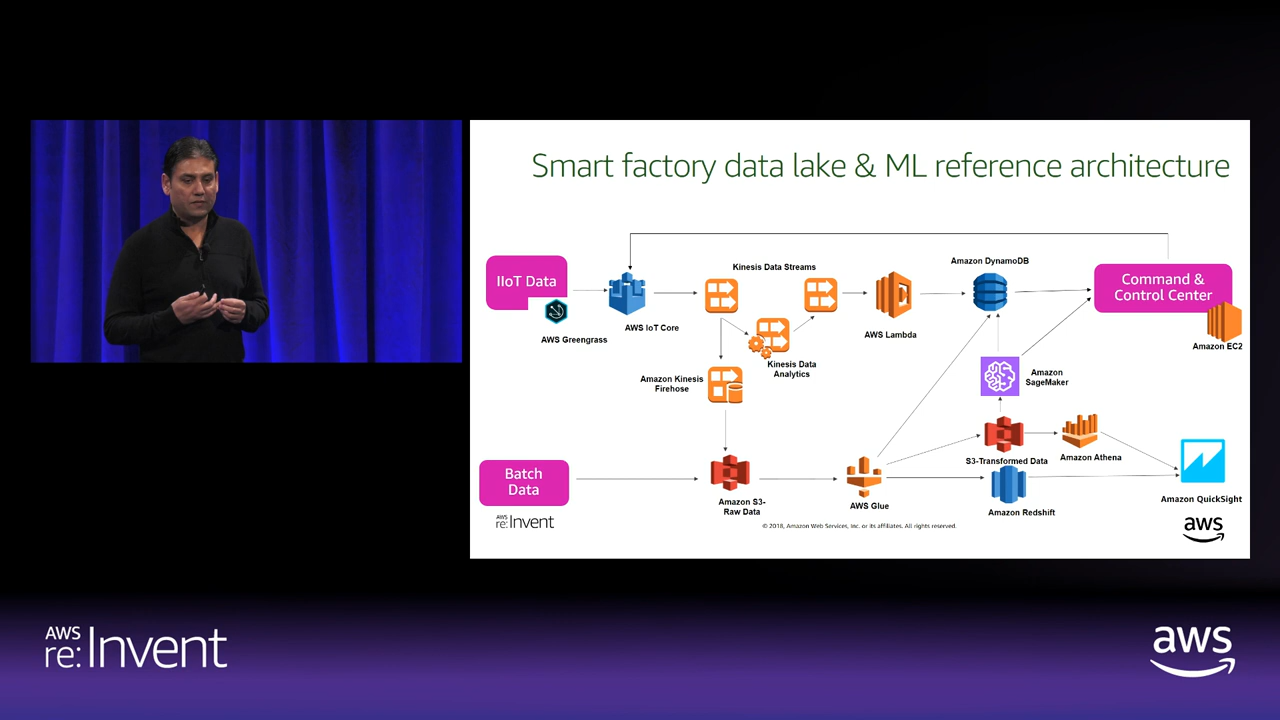 Smart factory data lake & ML reference architecture
IIoT Data
AWS Greengrass
AWS IoT Core
Kinesis Data Streams
Kinesis Data
Analytics
Amazon Kinesis
Firehose
AWS Lambda
Amazon DynamoDB
Command &
Control Center
Amazon EC2
Amazon
SageMaker
S3-Transformed Data
Amazon Athena
Batch
Data
Amazon S3-
Raw Data
AWS Glue
Amazon Redshift
Amazon QuickSight
AWS
re:Invent
© 2018, Amazon Web Services, Inc. or its affiliates. All rights reserved.
aws
AWS
re:Invent
aws